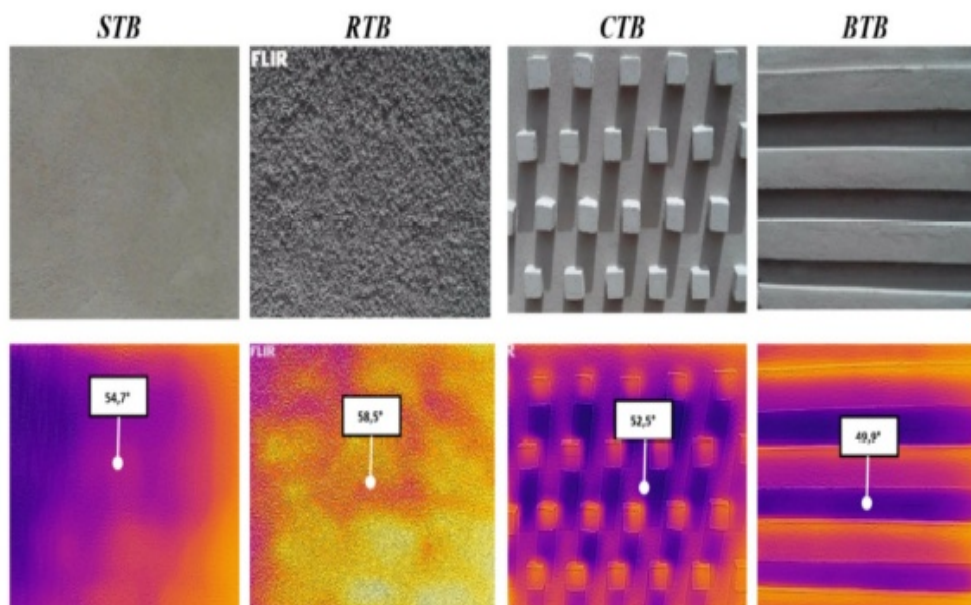 STB RTB CTB BTB
FLIR
FLIR
R
54,7°
58,5°
52,5°
49,9°